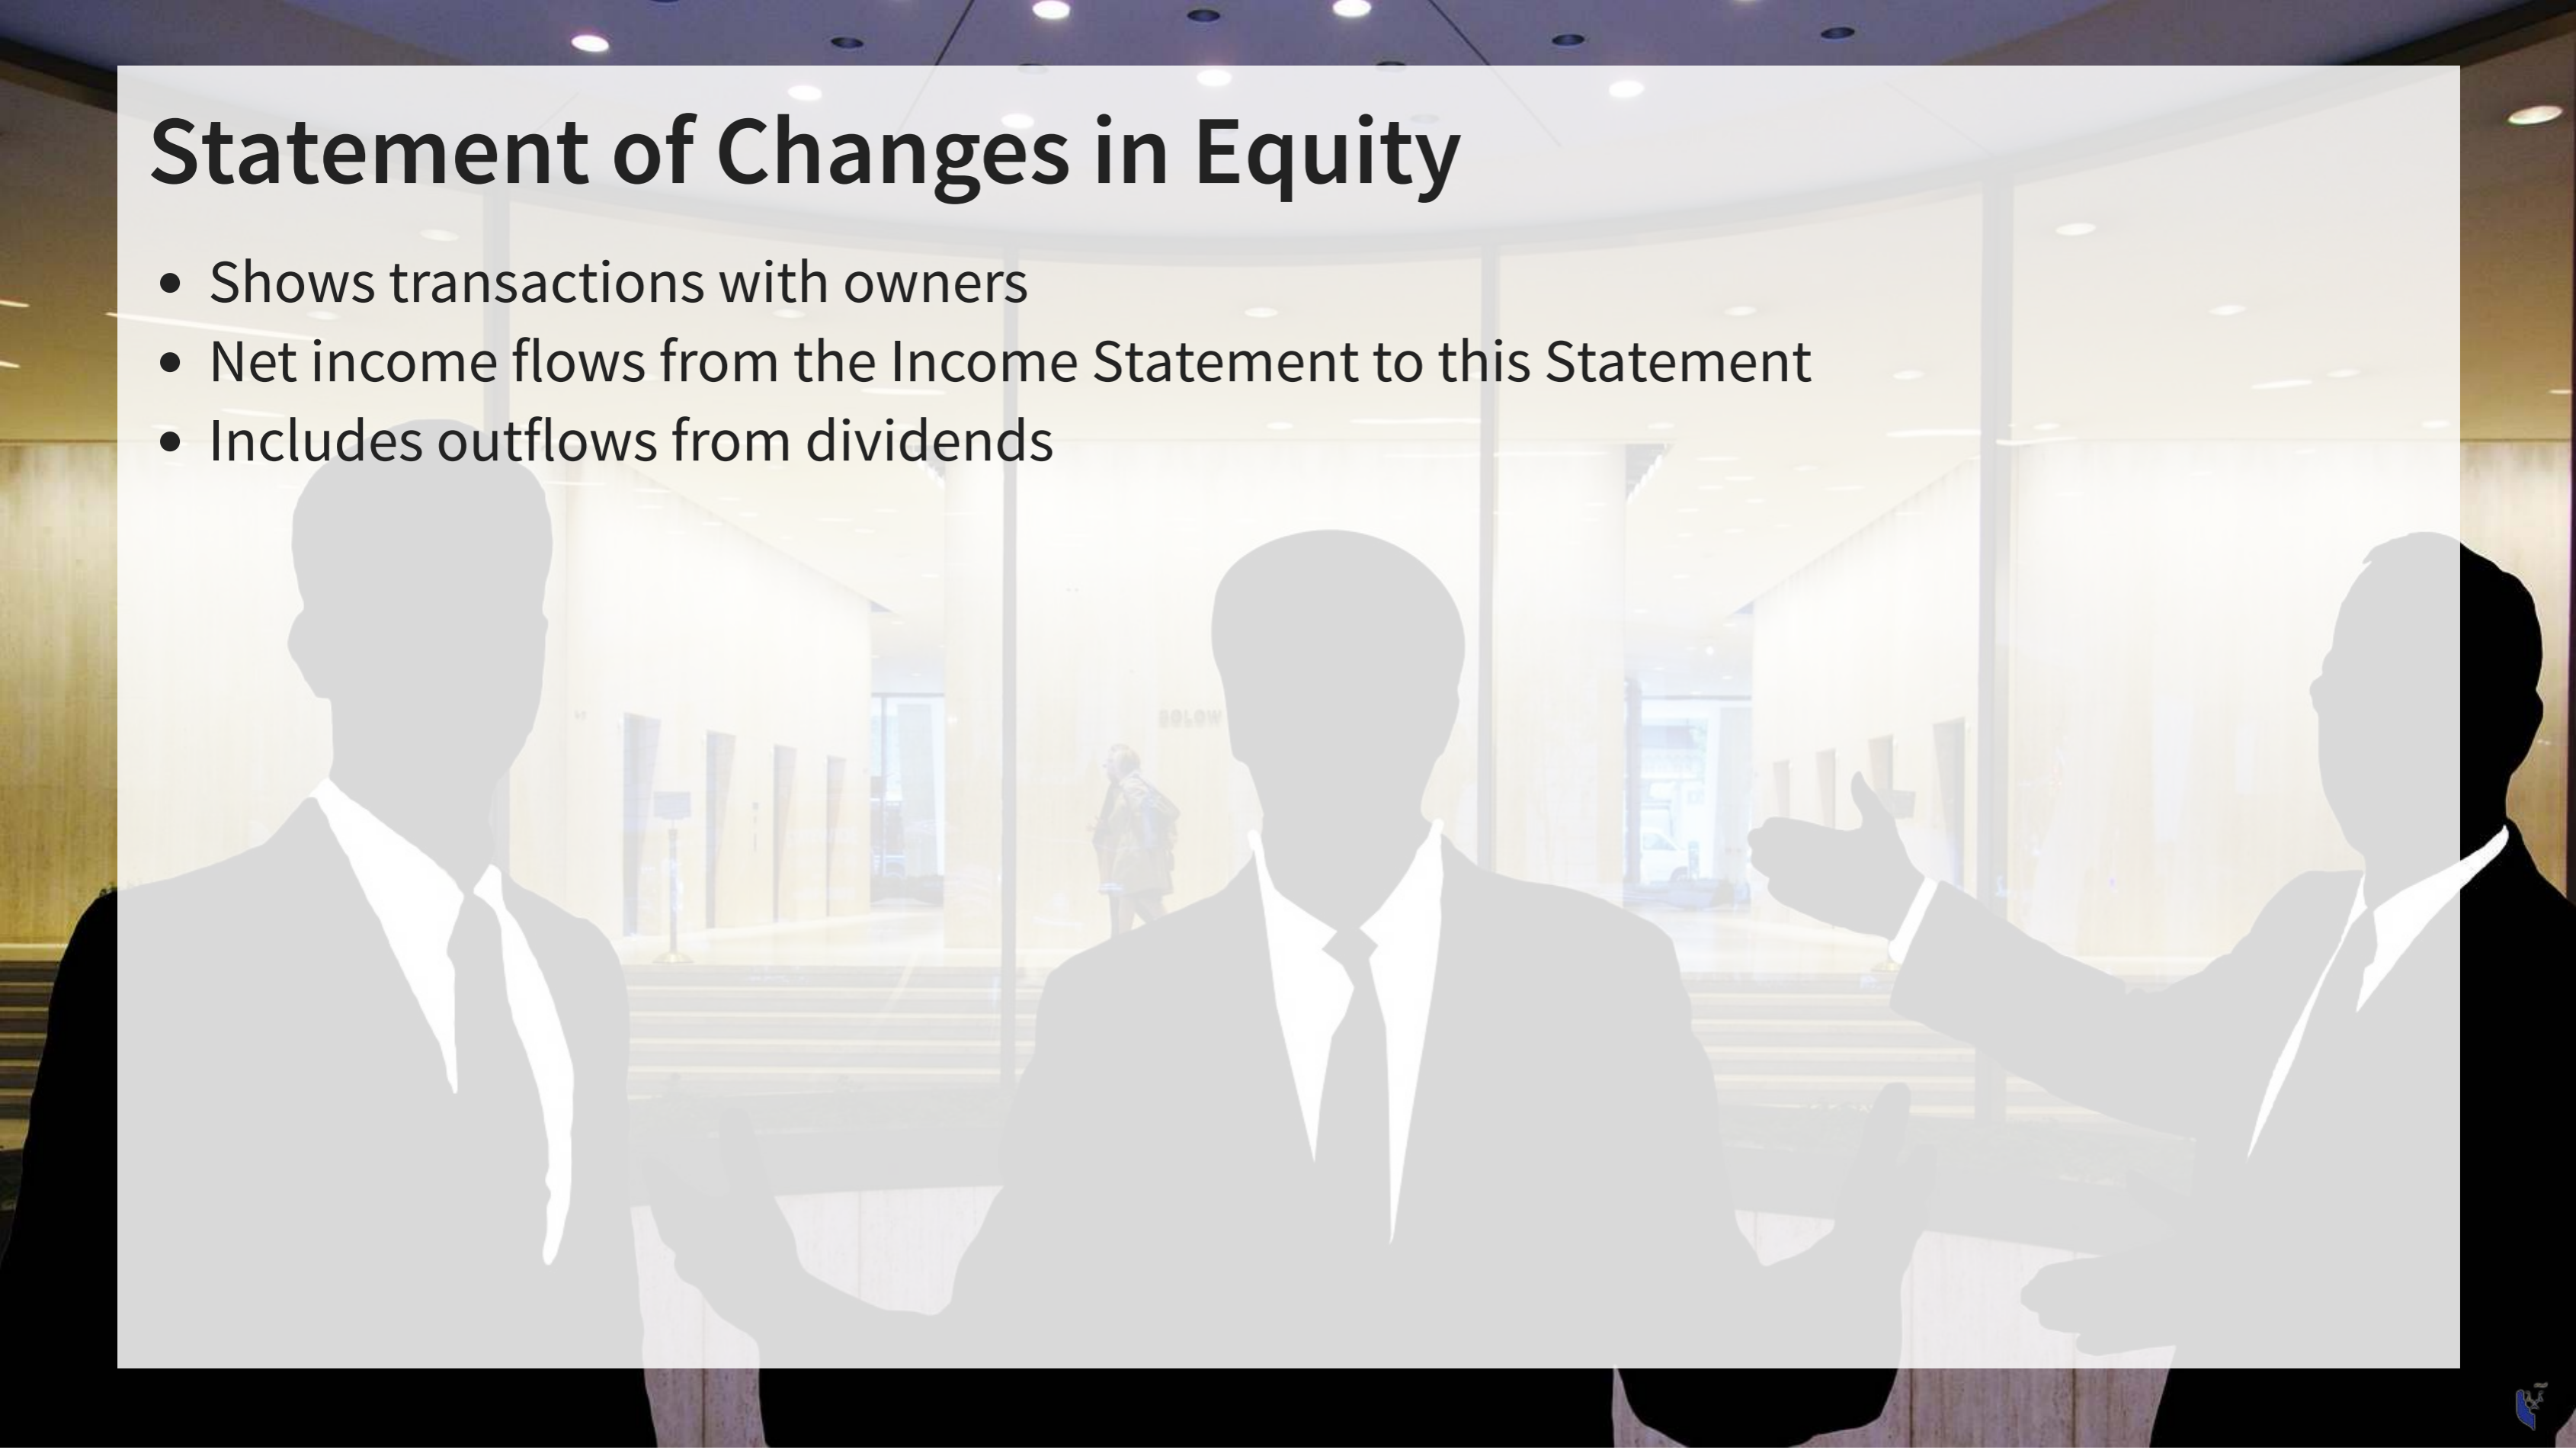 Statement of Changes in Equity
• Shows transactions with owners
• Net income flows from the Income Statement to this Statement
• Includes outflows from dividends
SOLOW